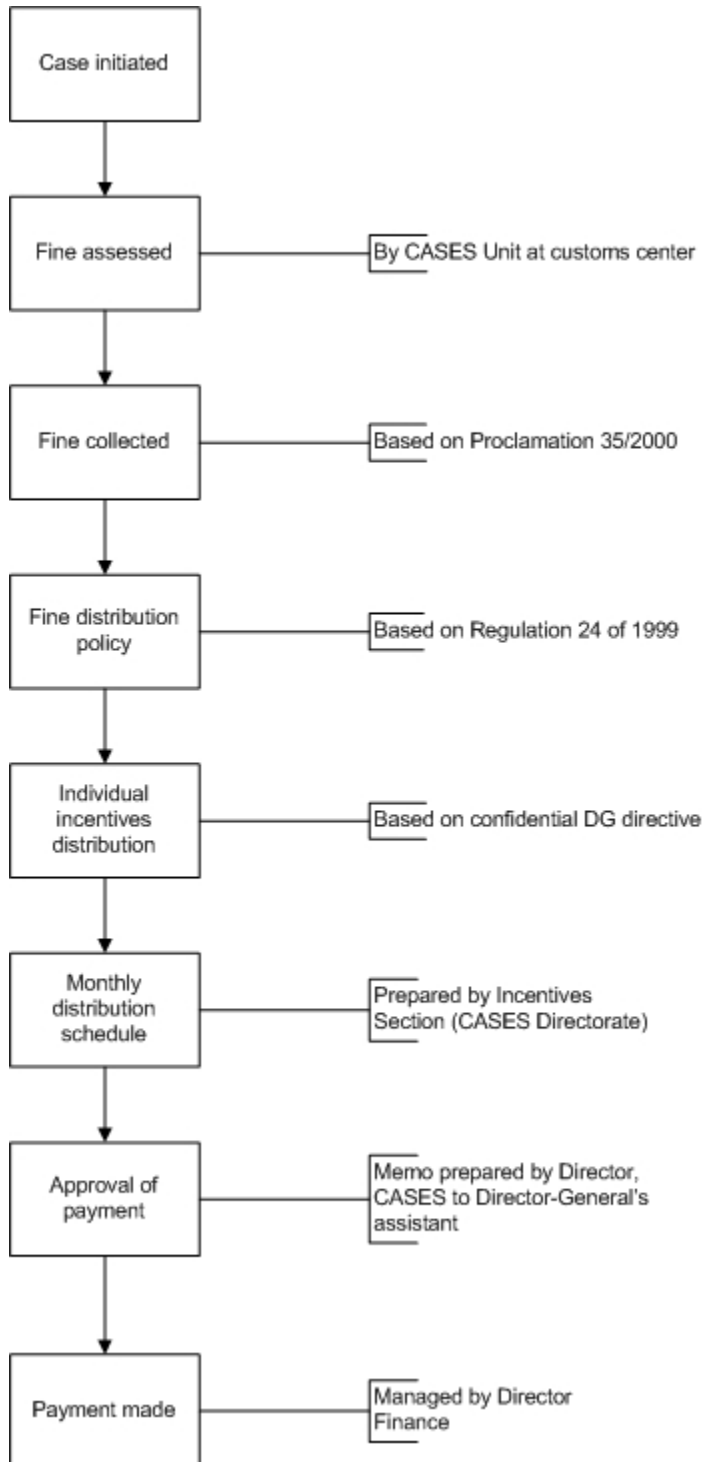 Case initiated
Fine assessed
By CASES Unit at customs center
Fine collected
Based on Proclamation 35/2000
Fine distribution
policy
Based on Regulation 24 of 1999
Individual
incentives
distribution
Based on confidential DG directive
Monthly
distribution
schedule
Prepared by Incentives
Section (CASES Directorate)
Approval of
payment
Memo prepared by Director,
CASES to Director-General's
assistant
Payment made
Managed by Director
Finance